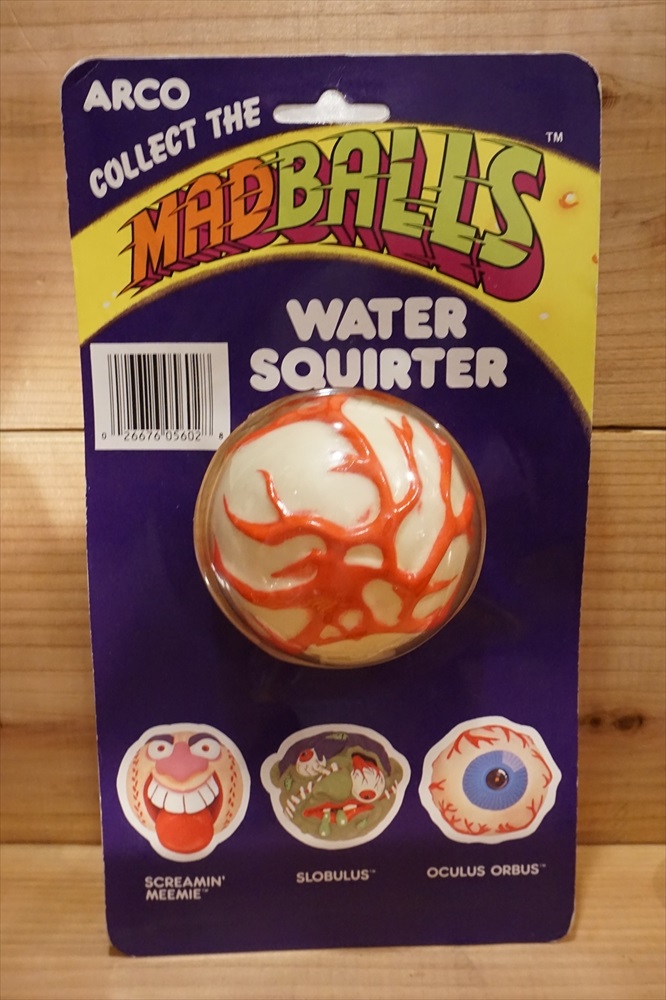 ARCO
COLLECT THE
MADBALLS TM
WATER
SQUIRTER
0 26676 05602 8
SCREAMIN'
MEEMIE™
SLOBULUS™
OCULUS ORBUS™